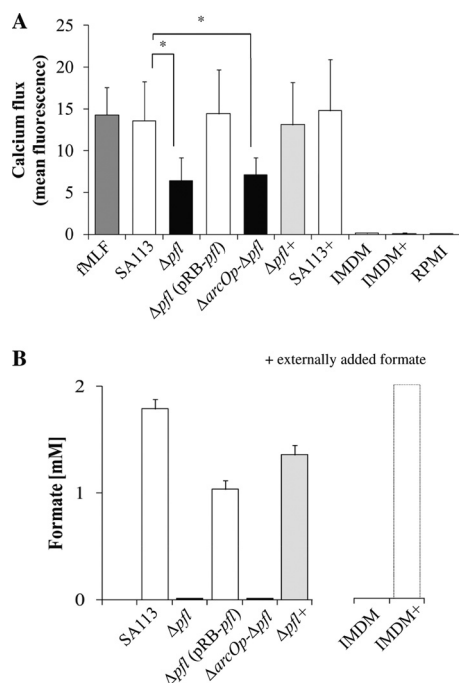 A
Calcium flux
(mean fluorescence)
25
20
15
10
5
0
*
*
fMLF
SA113
Δpfl
Δpfl (pRB-pfl)
ΔarcOp-Δpfl
Δpfl+
SA113+
IMDM
IMDM+
RPMI
B
+ externally added formate
Formate [mM]
2
1
0
SA113
Δpfl
Δpfl (pRB-pfl)
ΔarcOp-Δpfl
Δpfl+
IMDM
IMDM+